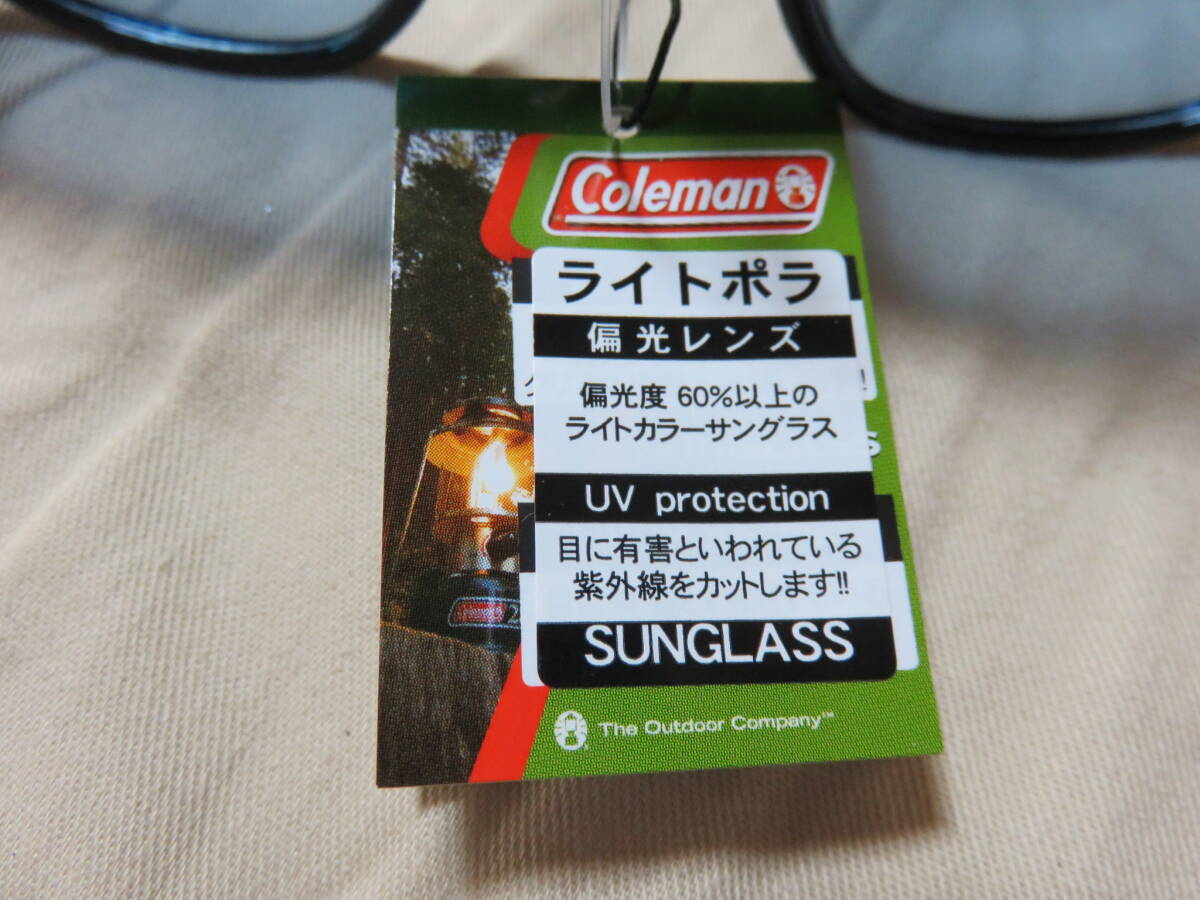 Coleman
ライトポラ
偏光レンズ
偏光度 60%以上の
ライトカラーサングラス
UV protection
目に有害といわれている
紫外線をカットします!!
SUNGLASS
The Outdoor Company™